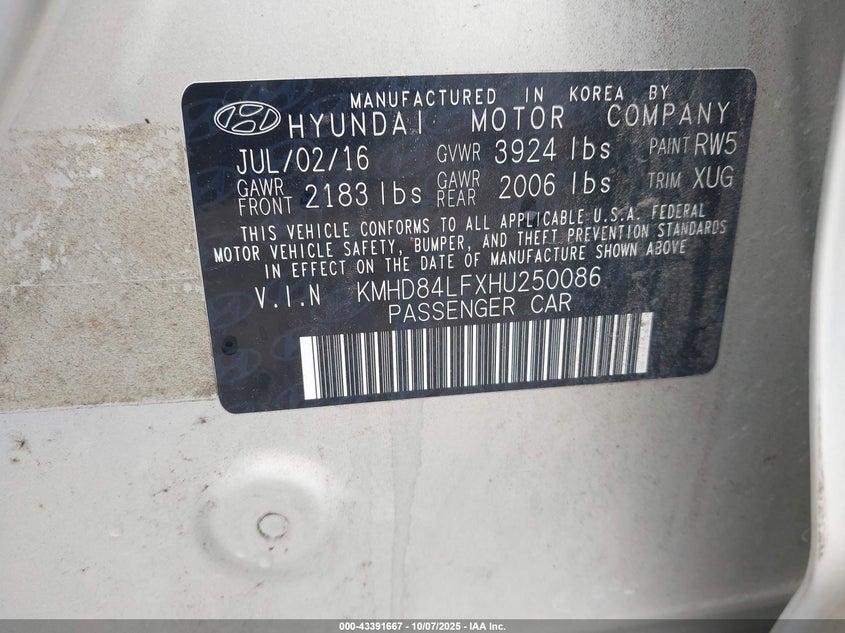 MANUFACTURED IN KOREA BY
HYUNDAI MOTOR COMPANY
JUL/02/16 GVWR 3924 lbs PAINT RW5
GAWR FRONT 2183 lbs GAWR REAR 2006 lbs TRIM XUG
THIS VEHICLE CONFORMS TO ALL APPLICABLE U.S.A. FEDERAL
MOTOR VEHICLE SAFETY, BUMPER, AND THEFT PREVENTION STANDARDS
IN EFFECT ON THE DATE OF MANUFACTURE SHOWN ABOVE
V.I.N KMHD84LFXHU250086
PASSENGER CAR
000-43391667 - 10/07/2025 - IAA Inc.